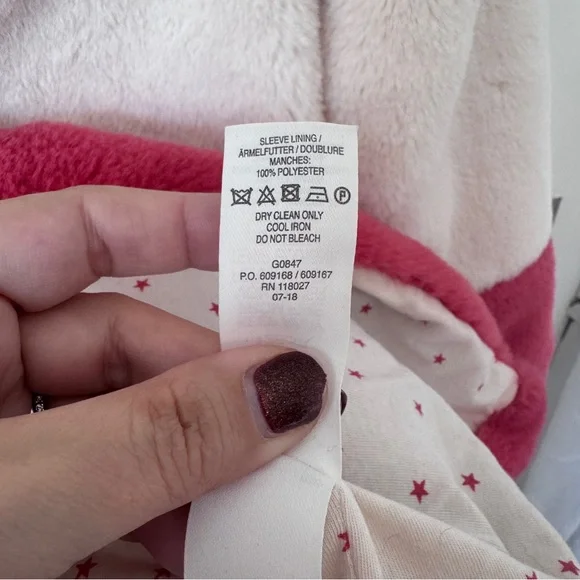 SLEEVE LINING /
ÄRMELFUTTER / DOUBLURE
MANCHES:
100% POLYESTER
P
DRY CLEAN ONLY
COOL IRON
DO NOT BLEACH
G0847
P.O. 609168 / 609167
RN 118027
07-18